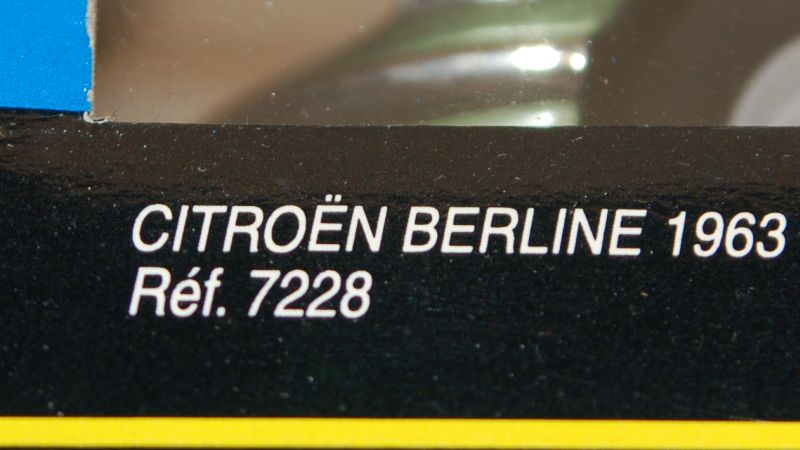 CITROËN BERLINE 1963
Réf. 7228